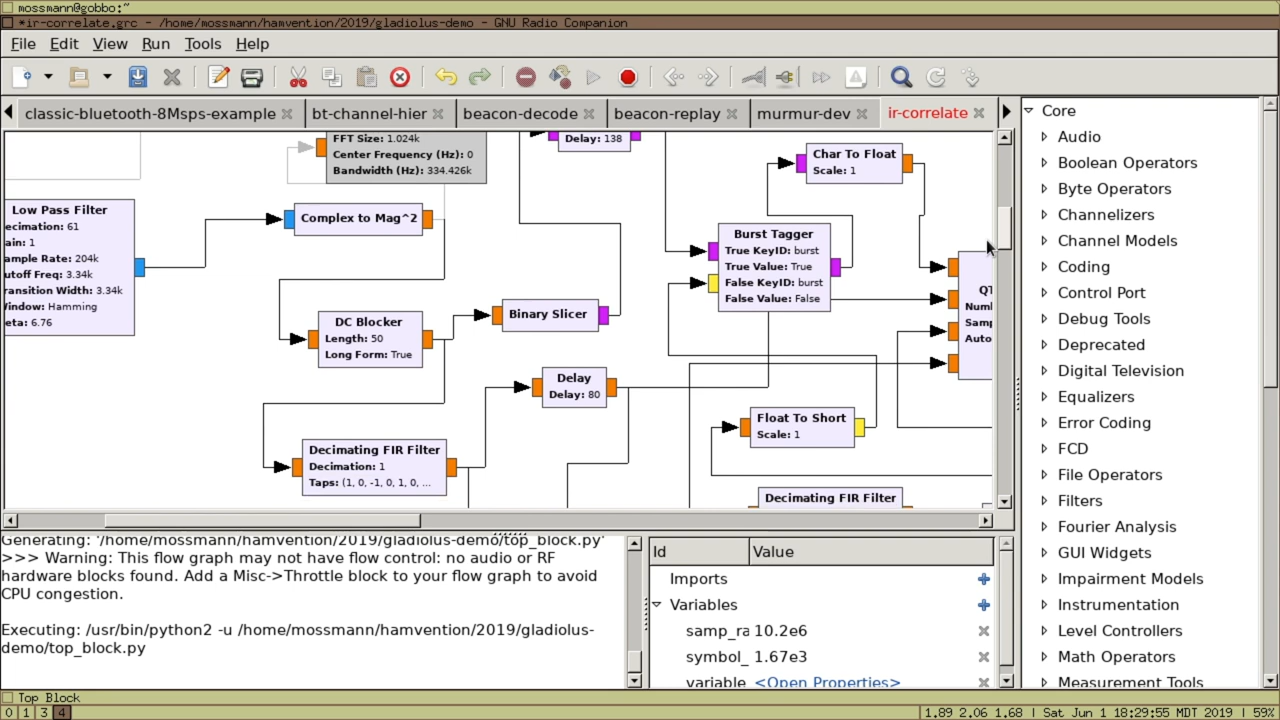 mossmann@gobbo:~
*ir-correlate.grc - /home/mossmann/hamvention/2019/gladiolus-demo - GNU Radio Companion
File Edit View Run Tools Help
classic-bluetooth-8Msps-example bt-channel-hier beacon-decode beacon-replay murmur-dev ir-correlate
FFT Size: 1.024k
Center Frequency (Hz): 0
Bandwidth (Hz): 334.426k
Delay: 138
Char To Float
Scale: 1
Low Pass Filter
ecimation: 61
ain: 1
ample Rate: 204k
utoff Freq: 3.34k
ransition Width: 3.34k
indow: Hamming
eta: 6.76
Complex to Mag^2
Burst Tagger
True KeyID: burst
True Value: True
False KeyID: burst
False Value: False
QT
Num
Samp
Auto
DC Blocker
Length: 50
Long Form: True
Binary Slicer
Delay
Delay: 80
Float To Short
Scale: 1
Decimating FIR Filter
Decimation: 1
Taps: (1, 0, -1, 0, 1, 0, ...
Decimating FIR Filter
Generating: '/home/mossmann/hamvention/2019/gladiolus-demo/top_block.py'
>>> Warning: This flow graph may not have flow control: no audio or RF
hardware blocks found. Add a Misc->Throttle block to your flow graph to avoid
CPU congestion.
Executing: /usr/bin/python2 -u /home/mossmann/hamvention/2019/gladiolus-
demo/top_block.py
Id Value
Imports
Variables
samp_ra 10.2e6
symbol_ 1.67e3
variable_ <Open Properties>
Core
Audio
Boolean Operators
Byte Operators
Channelizers
Channel Models
Coding
Control Port
Debug Tools
Deprecated
Digital Television
Equalizers
Error Coding
FCD
File Operators
Filters
Fourier Analysis
GUI Widgets
Impairment Models
Instrumentation
Level Controllers
Math Operators
Measurement Tools
Top Block
0 1 3 4
1.89 2.06 1.68 | Sat Jun 1 18:29:55 MDT 2019 | 59%